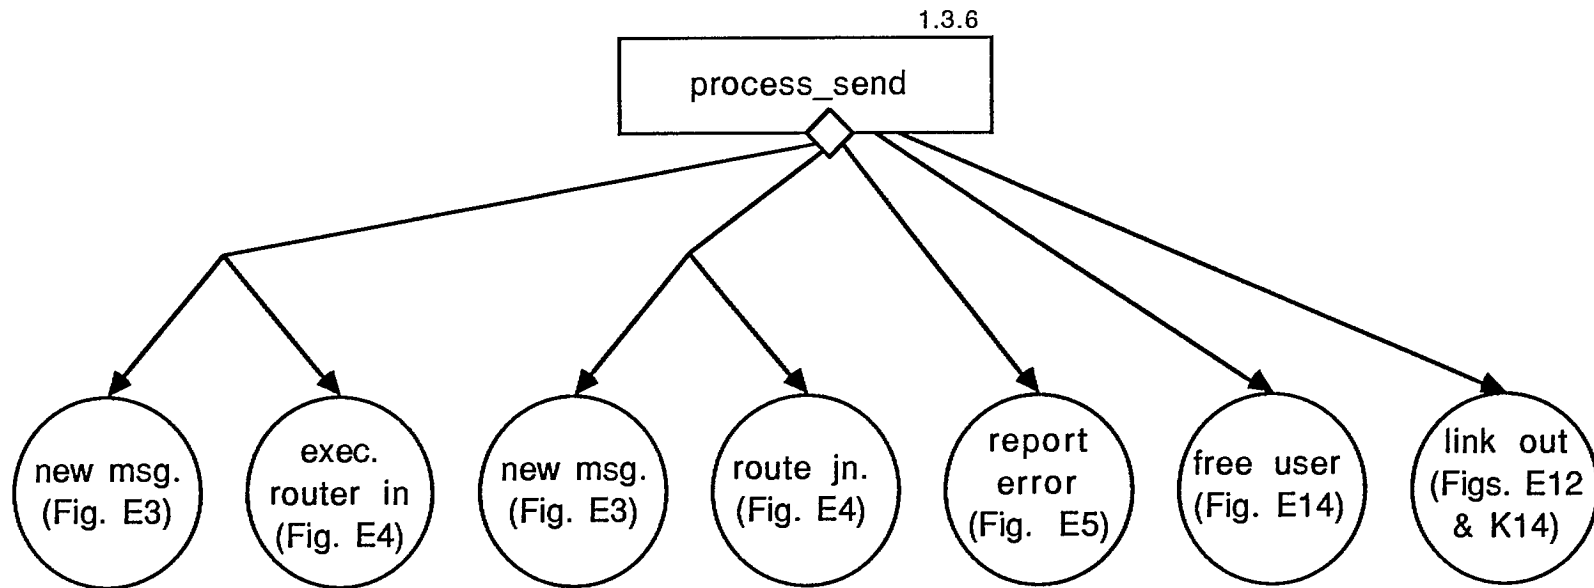 1.3.6
process_send
new msg.
(Fig. E3)
exec.
router in
(Fig. E4)
new msg.
(Fig. E3)
route jn.
(Fig. E4)
report
error
(Fig. E5)
free user
(Fig. E14)
link out
(Figs. E12
& K14)